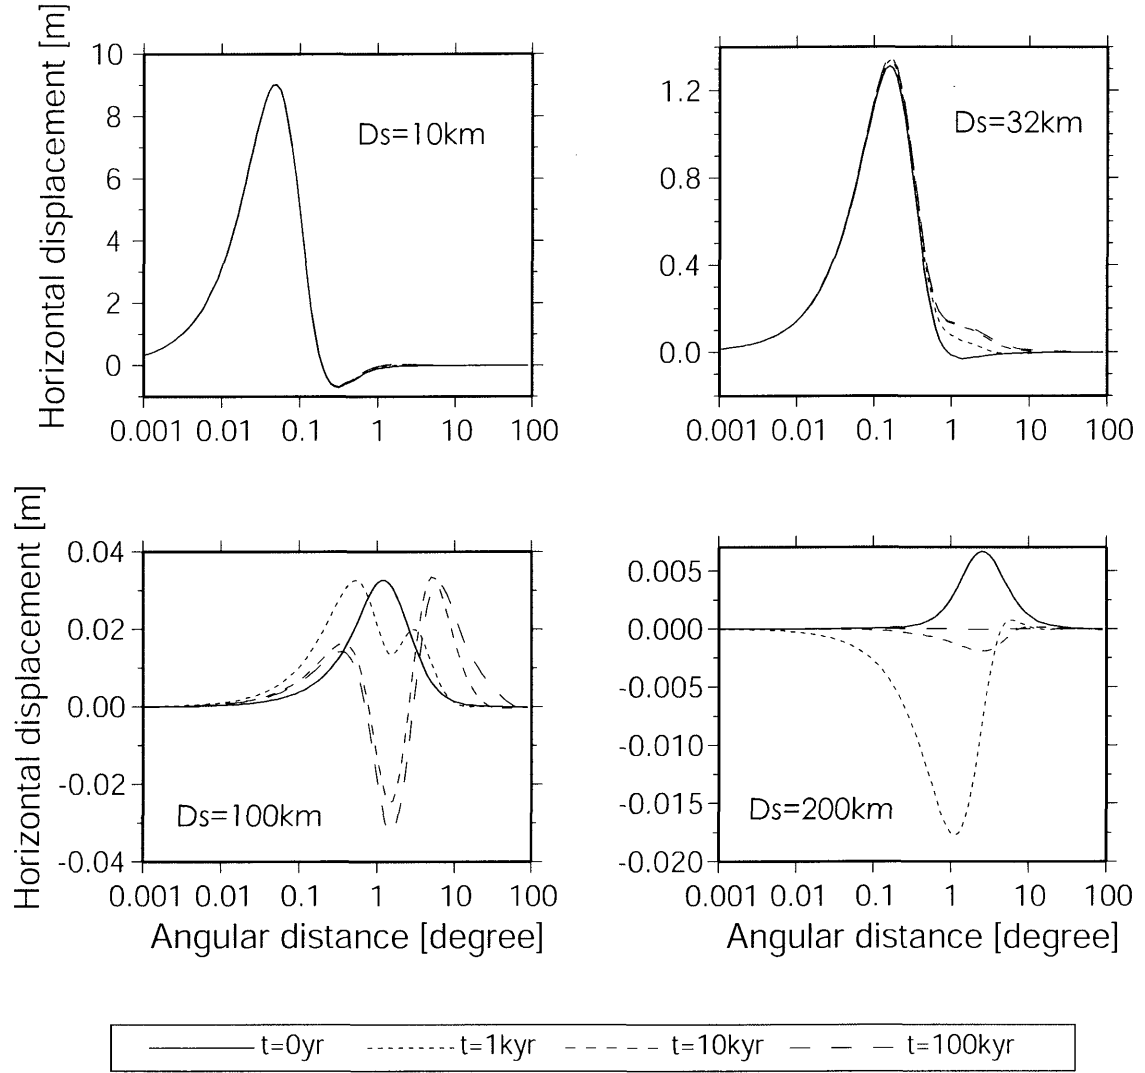 Horizontal displacement [m]
10
8
6
4
2
0
Ds=10km
0.001 0.01 0.1 1 10 100
1.2
0.8
0.4
0.0
Ds=32km
0.001 0.01 0.1 1 10 100
Horizontal displacement [m]
0.04
0.02
0.00
-0.02
-0.04
Ds=100km
0.001 0.01 0.1 1 10 100
Angular distance [degree]
0.005
0.000
-0.005
-0.010
-0.015
-0.020
Ds=200km
0.001 0.01 0.1 1 10 100
Angular distance [degree]
t=0yr t=1kyr t=10kyr t=100kyr